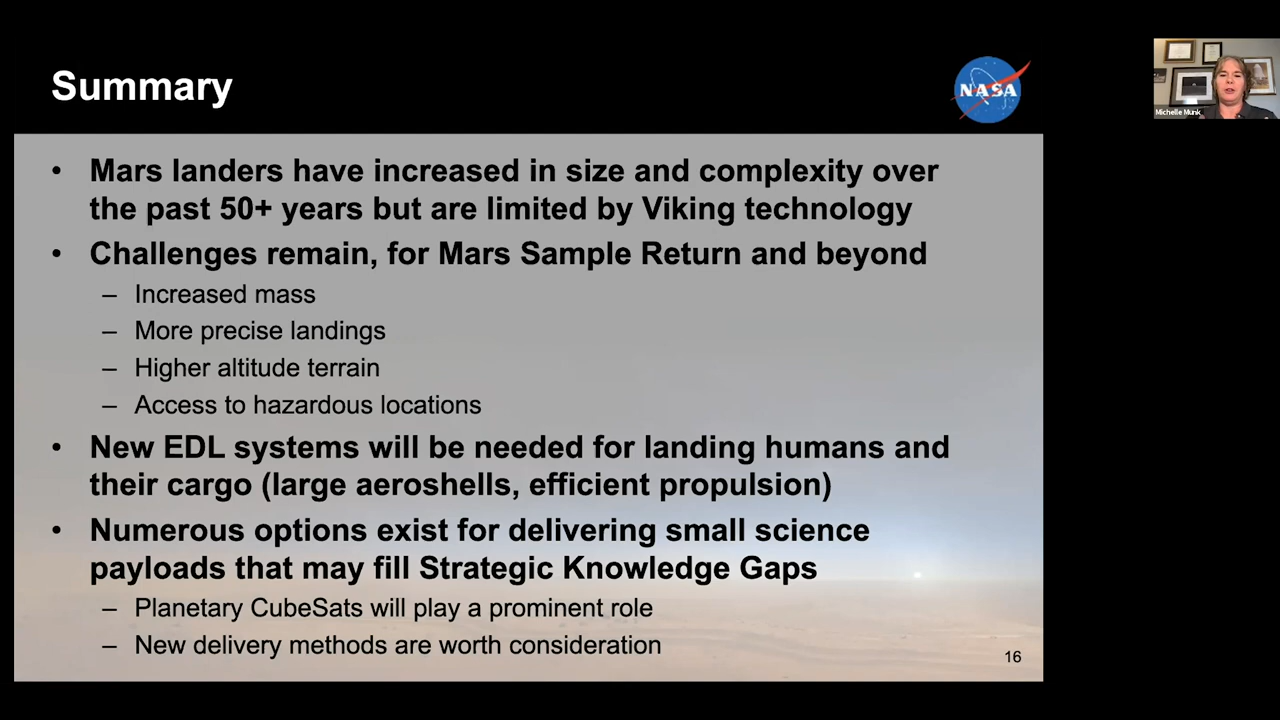 Summary
NASA
Michelle Munk
• Mars landers have increased in size and complexity over
the past 50+ years but are limited by Viking technology
• Challenges remain, for Mars Sample Return and beyond
– Increased mass
– More precise landings
– Higher altitude terrain
– Access to hazardous locations
• New EDL systems will be needed for landing humans and
their cargo (large aeroshells, efficient propulsion)
• Numerous options exist for delivering small science
payloads that may fill Strategic Knowledge Gaps
– Planetary CubeSats will play a prominent role
– New delivery methods are worth consideration
16